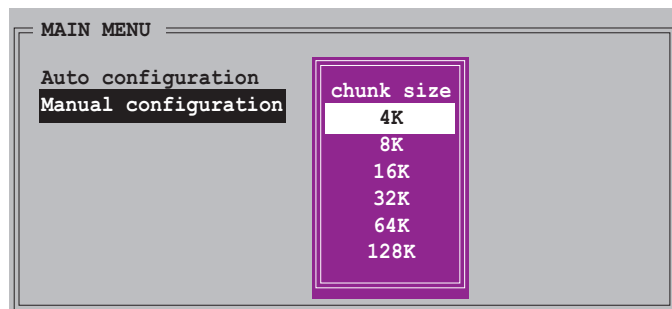 MAIN MENU
Auto configuration
Manual configuration
chunk size
4K
8K
16K
32K
64K
128K